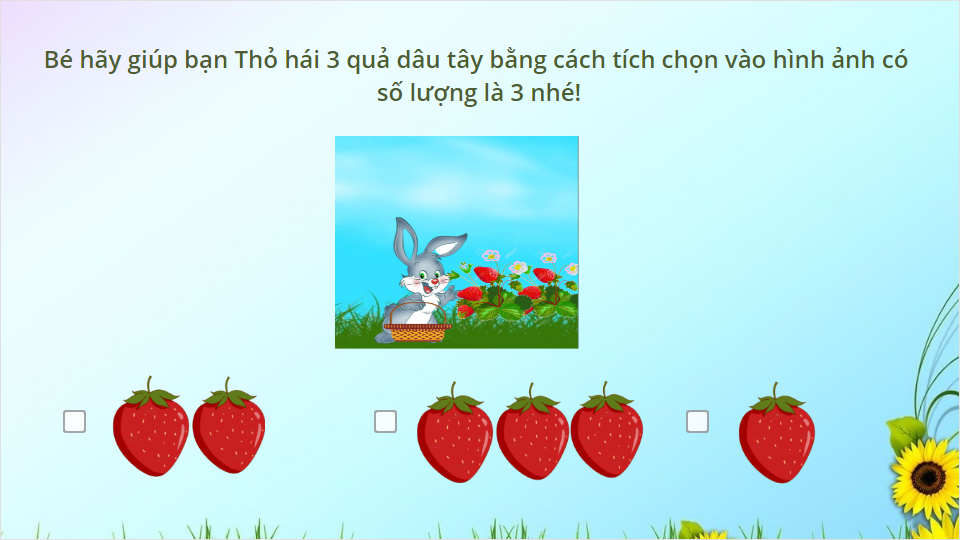 Bé hãy giúp bạn Thỏ hái 3 quả dâu tây bằng cách tích chọn vào hình ảnh có
số lượng là 3 nhé!